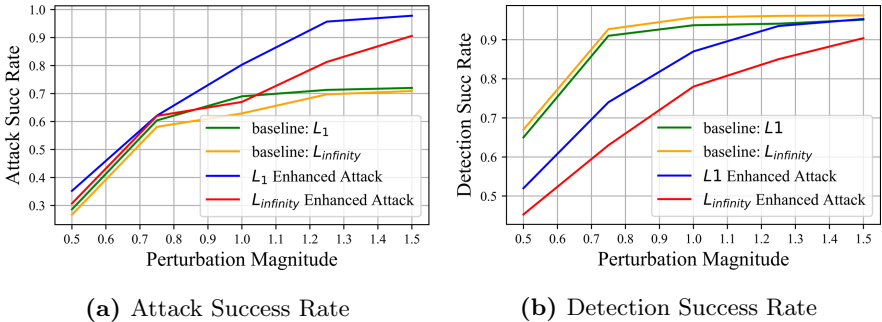 1.0
0.9
0.8
0.7
0.6
0.5
0.4
0.3
Attack Succ Rate
baseline: L₁
baseline: L_infinity
L₁ Enhanced Attack
L_infinity Enhanced Attack
0.5 0.6 0.7 0.8 0.9 1.0 1.1 1.2 1.3 1.4 1.5
Perturbation Magnitude
(a) Attack Success Rate
0.9
0.8
0.7
0.6
0.5
Detection Succ Rate
baseline: L1
baseline: L_infinity
L1 Enhanced Attack
L_infinity Enhanced Attack
0.5 0.6 0.7 0.8 0.9 1.0 1.1 1.2 1.3 1.4 1.5
Perturbation Magnitude
(b) Detection Success Rate